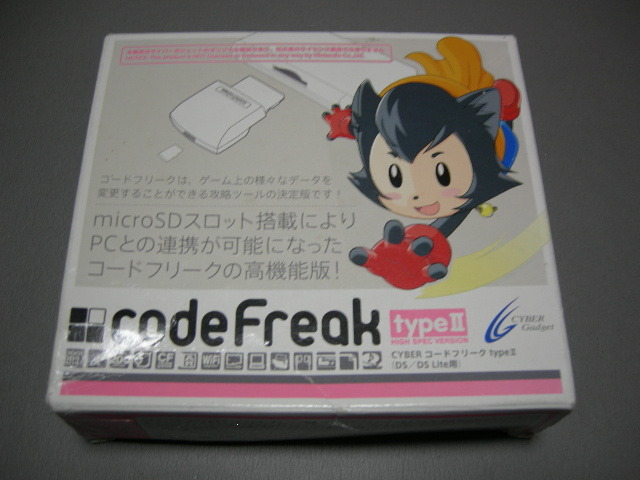 コードフリークは、ゲーム上の様々なデータを
変更することができる攻略ツールの決定版です!
microSDスロット搭載により
PCとの連携が可能になった
コードフリークの高機能版!
codeFreak
typeⅡ
HIGH SPEC VERSION
CYBER
Gadget
CF
WiFi
CYBER コードフリーク typeⅡ
(DS/DS Lite用)